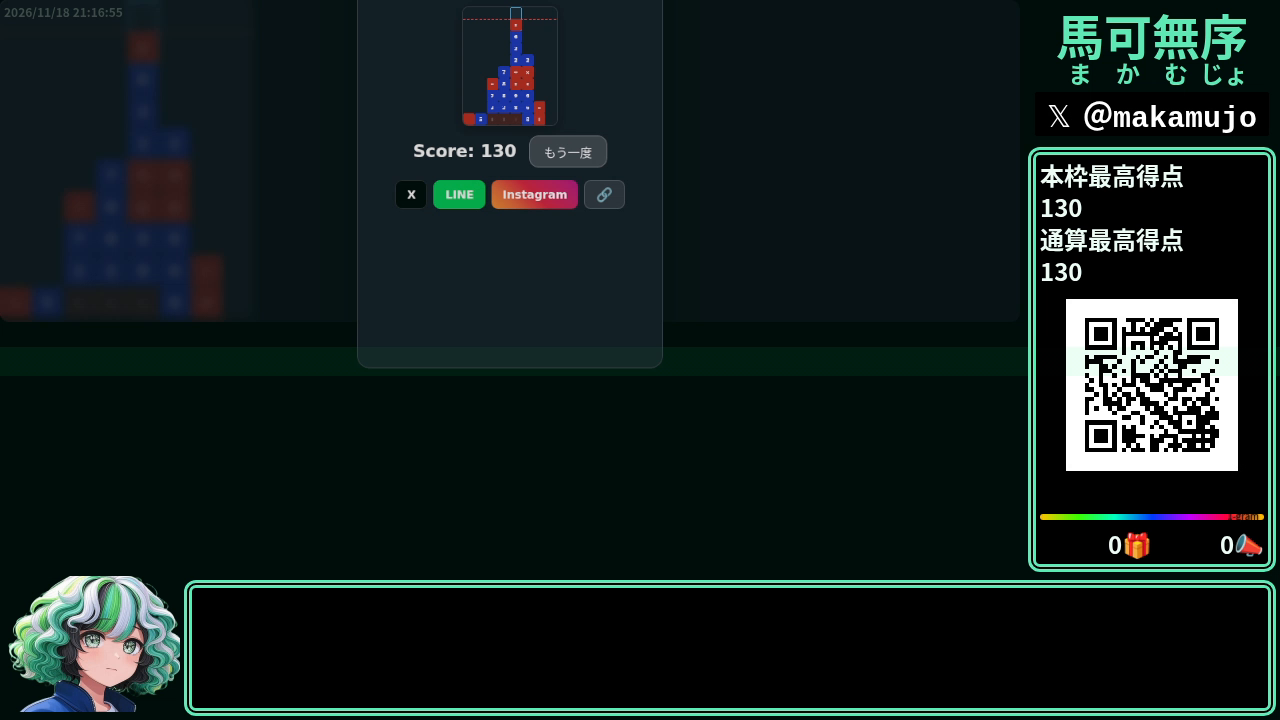 2026/11/18 21:16:55
Score: 130
もう一度
X
LINE
Instagram
馬可無序
まかむじょ
𝕏 @makamujo
本枠最高得点
130
通算最高得点
130
0🎁 0📣